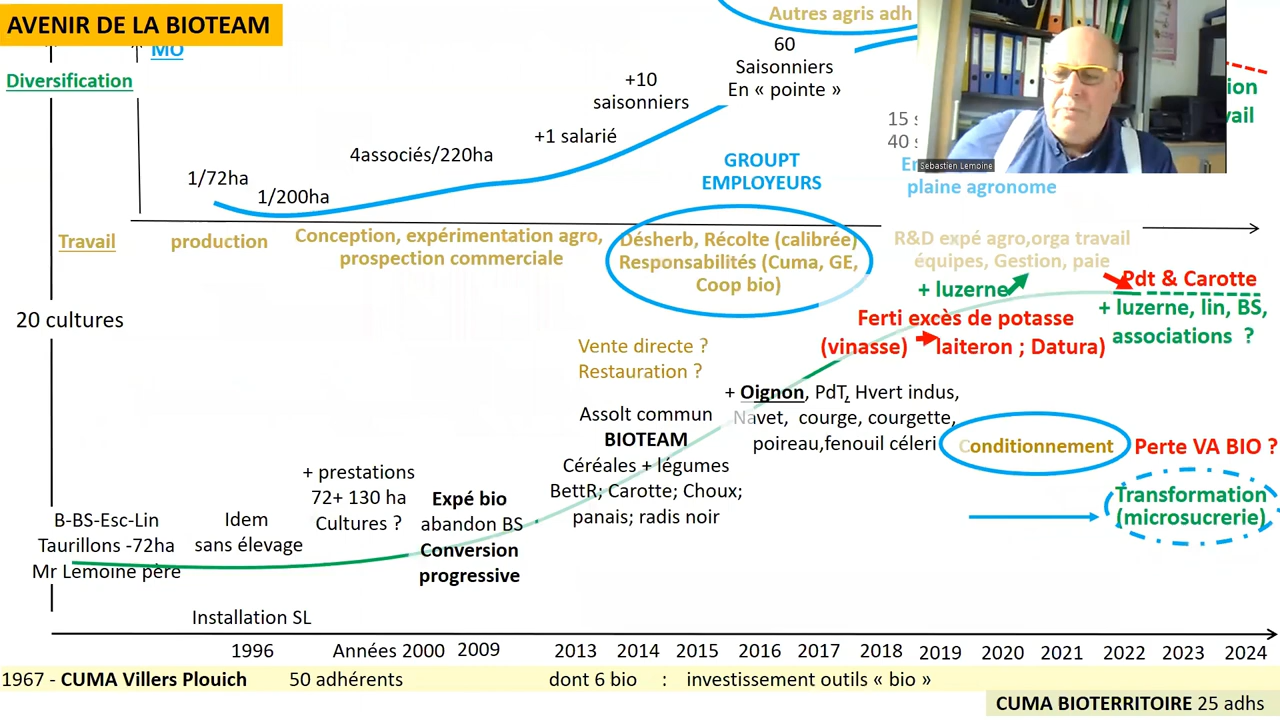 AVENIR DE LA BIOTEAM
MO
Diversification
Autres agris adh
60
Saisonniers
En « pointe »
+10
saisonniers
+1 salarié
4associés/220ha
1/72ha
1/200ha
GROUPT
EMPLOYEURS
15
40
plaine agronome
Sebastien Lemoine
Travail
production
Conception, expérimentation agro,
prospection commerciale
Désherb, Récolte (calibrée)
Responsabilités (Cuma, GE,
Coop bio)
R&D expé agro,orga travail
équipes, Gestion, paie
+ luzerne
Pdt & Carotte
+ luzerne, lin, BS,
associations ?
20 cultures
Ferti excès de potasse
(vinasse) laiteron ; Datura)
Vente directe ?
Restauration ?
+ Oignon, PdT, Hvert indus,
Navet, courge, courgette,
poireau,fenouil céleri
Assolt commun
BIOTEAM
Céréales + légumes
BettR; Carotte; Choux;
panais; radis noir
Conditionnement
Perte VA BIO ?
Transformation
(microsucrerie)
+ prestations
72+ 130 ha
Cultures ?
Expé bio
abandon BS
Conversion
progressive
B-BS-Esc-Lin
Taurillons -72ha
Mr Lemoine père
Idem
sans élevage
Installation SL
1996 Années 2000 2009 2013 2014 2015 2016 2017 2018 2019 2020 2021 2022 2023 2024
1967 - CUMA Villers Plouich 50 adhérents dont 6 bio : investissement outils « bio »
CUMA BIOTERRITOIRE 25 adhs